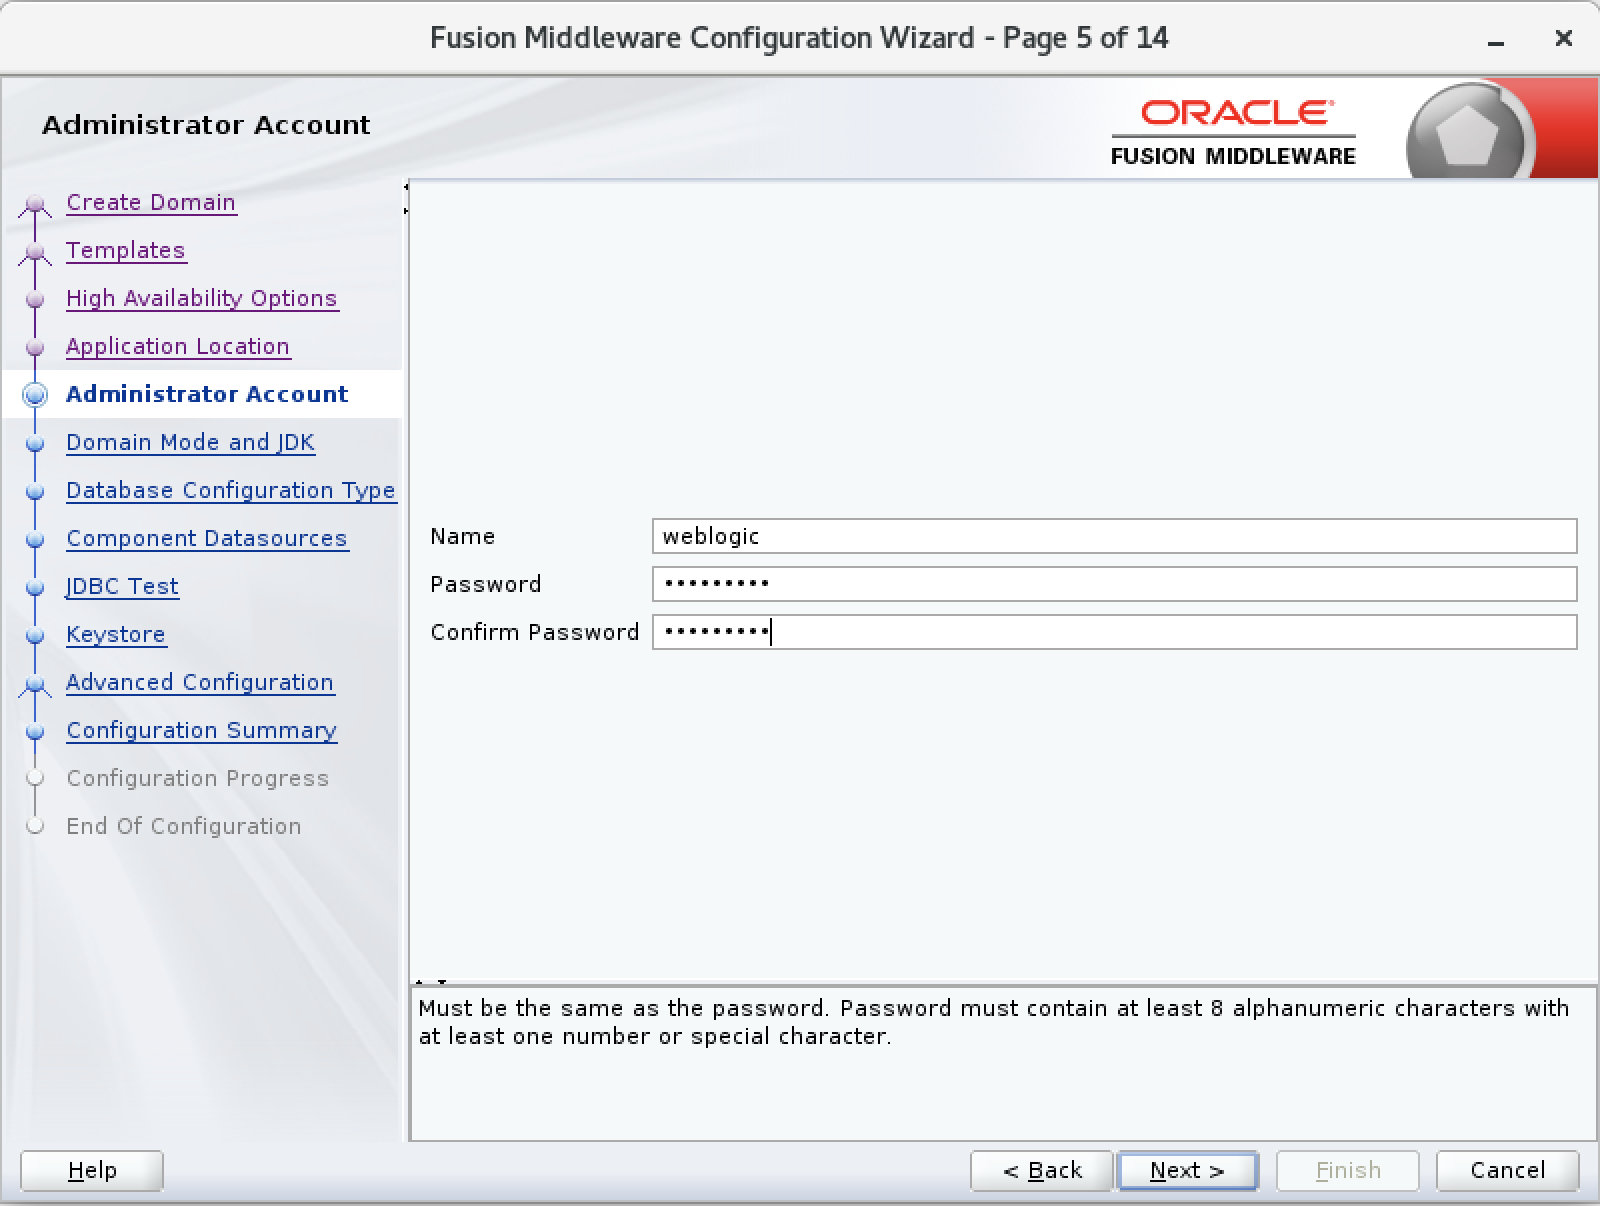 Fusion Middleware Configuration Wizard - Page 5 of 14
Administrator Account
ORACLE
FUSION MIDDLEWARE
Create Domain
Templates
High Availability Options
Application Location
Administrator Account
Domain Mode and JDK
Database Configuration Type
Component Datasources
JDBC Test
Keystore
Advanced Configuration
Configuration Summary
Configuration Progress
End Of Configuration
Name weblogic
Password •••••••••
Confirm Password •••••••••
Must be the same as the password. Password must contain at least 8 alphanumeric characters with
at least one number or special character.
Help < Back Next > Finish Cancel